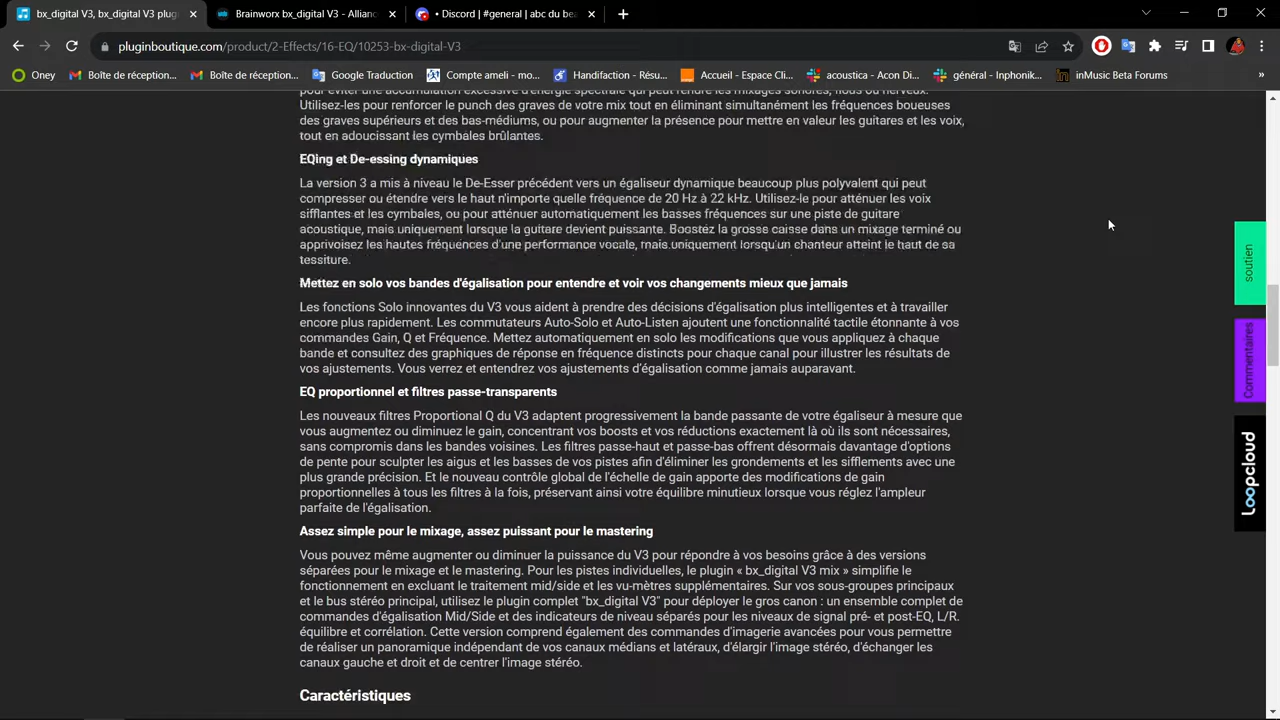 bx_digital V3, bx_digital V3 plugi
Brainworx bx_digital V3 - Allianc
• Discord | #general | abc du bea
pluginboutique.com/product/2-Effects/16-EQ/10253-bx-digital-V3
Oney
Boîte de réception...
Boîte de réception...
Google Traduction
Compte ameli - mo...
Handifaction - Résu...
Accueil - Espace Cli...
acoustica - Acon Di...
général - Inphonik...
inMusic Beta Forums
»
pour éviter une accumulation excessive d'énergie spectrale qui peut rendre les mixages sonores, flous ou nerveux.
Utilisez-les pour renforcer le punch des graves de votre mix tout en éliminant simultanément les fréquences boueuses
des graves supérieurs et des bas-médiums, ou pour augmenter la présence pour mettre en valeur les guitares et les voix,
tout en adoucissant les cymbales brûlantes.
EQing et De-essing dynamiques
La version 3 a mis à niveau le De-Esser précédent vers un égaliseur dynamique beaucoup plus polyvalent qui peut
compresser ou étendre vers le haut n'importe quelle fréquence de 20 Hz à 22 kHz. Utilisez-le pour atténuer les voix
sifflantes et les cymbales, ou pour atténuer automatiquement les basses fréquences sur une piste de guitare
acoustique, mais uniquement lorsque la guitare devient puissante. Boostez la grosse caisse dans un mixage terminé ou
apprivoisez les hautes fréquences d'une performance vocale, mais uniquement lorsqu'un chanteur atteint le haut de sa
tessiture.
Mettez en solo vos bandes d'égalisation pour entendre et voir vos changements mieux que jamais
Les fonctions Solo innovantes du V3 vous aident à prendre des décisions d'égalisation plus intelligentes et à travailler
encore plus rapidement. Les commutateurs Auto-Solo et Auto-Listen ajoutent une fonctionnalité tactile étonnante à vos
commandes Gain, Q et Fréquence. Mettez automatiquement en solo les modifications que vous appliquez à chaque
bande et consultez des graphiques de réponse en fréquence distincts pour chaque canal pour illustrer les résultats de
vos ajustements. Vous verrez et entendrez vos ajustements d'égalisation comme jamais auparavant.
EQ proportionnel et filtres passe-transparents
Les nouveaux filtres Proportional Q du V3 adaptent progressivement la bande passante de votre égaliseur à mesure que
vous augmentez ou diminuez le gain, concentrant vos boosts et vos réductions exactement là où ils sont nécessaires,
sans compromis dans les bandes voisines. Les filtres passe-haut et passe-bas offrent désormais davantage d'options
de pente pour sculpter les aigus et les basses de vos pistes afin d'éliminer les grondements et les sifflements avec une
plus grande précision. Et le nouveau contrôle global de l'échelle de gain apporte des modifications de gain
proportionnelles à tous les filtres à la fois, préservant ainsi votre équilibre minutieux lorsque vous réglez l'ampleur
parfaite de l'égalisation.
Assez simple pour le mixage, assez puissant pour le mastering
Vous pouvez même augmenter ou diminuer la puissance du V3 pour répondre à vos besoins grâce à des versions
séparées pour le mixage et le mastering. Pour les pistes individuelles, le plugin « bx_digital V3 mix » simplifie le
fonctionnement en excluant le traitement mid/side et les vu-mètres supplémentaires. Sur vos sous-groupes principaux
et le bus stéréo principal, utilisez le plugin complet "bx_digital V3" pour déployer le gros canon : un ensemble complet de
commandes d'égalisation Mid/Side et des indicateurs de niveau séparés pour les niveaux de signal pré- et post-EQ, L/R.
équilibre et corrélation. Cette version comprend également des commandes d'imagerie avancées pour vous permettre
de réaliser un panoramique indépendant de vos canaux médians et latéraux, d'élargir l'image stéréo, d'échanger les
canaux gauche et droit et de centrer l'image stéréo.
Caractéristiques
soutien
Commentaires
Loopcloud